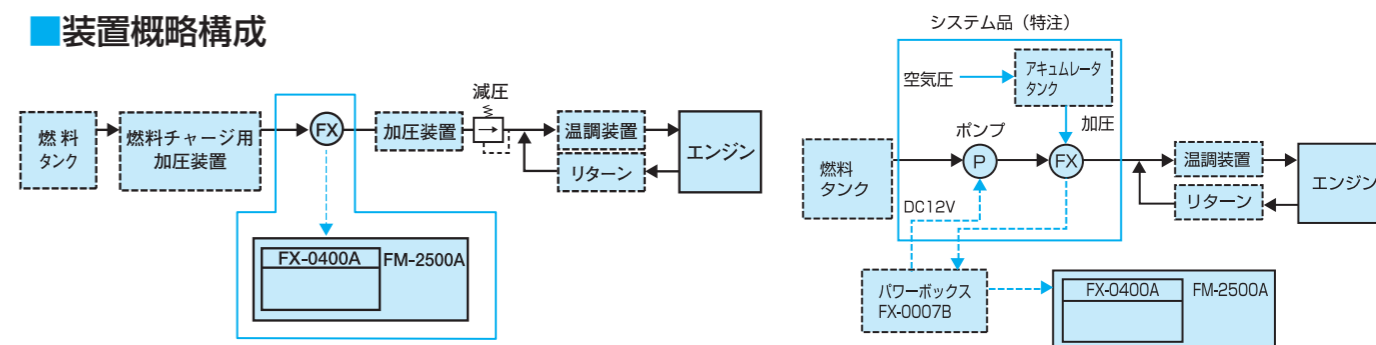 ■装置概略構成
燃料
タンク
燃料チャージ用
加圧装置
FX
加圧装置
減圧
温調装置
リターン
エンジン
FX-0400A
FM-2500A
システム品（特注）
空気圧
アキュムレータ
タンク
加圧
ポンプ
P
FX
燃料
タンク
DC12V
温調装置
リターン
エンジン
パワーボックス
FX-0007B
FX-0400A
FM-2500A